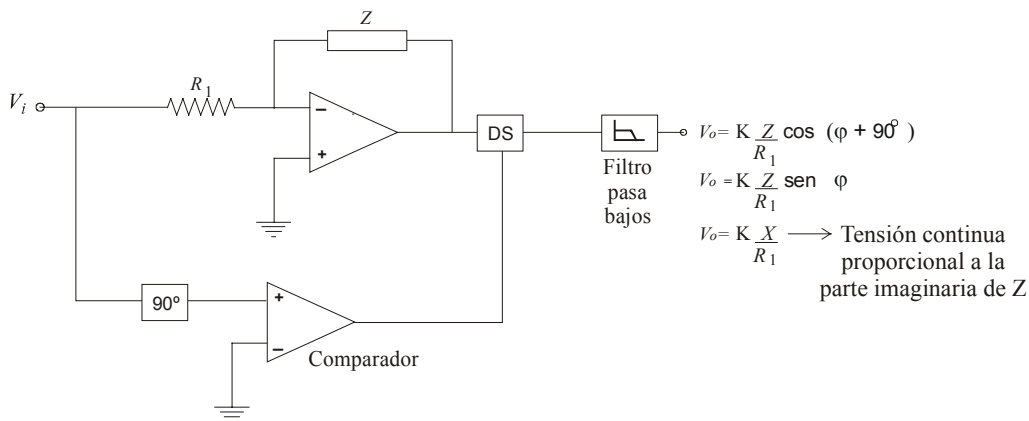 Z
R1
Vi
−
+
DS
Filtro
pasa
bajos
Vo = K Z/R1 cos (φ + 90º)
Vo = K Z/R1 sen φ
Vo = K X/R1 → Tensión continua
proporcional a la
parte imaginaria de Z
90º
+
−
Comparador